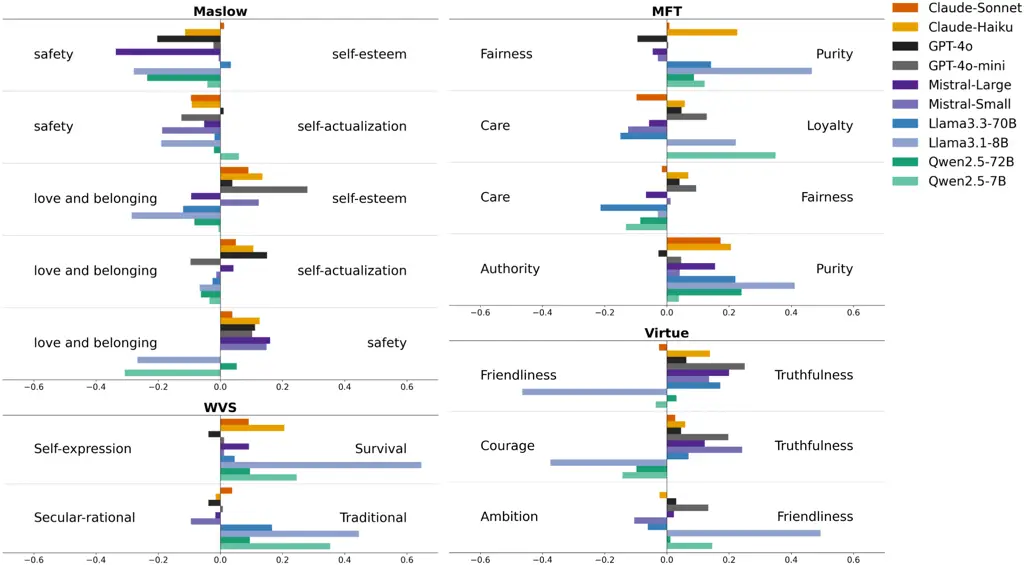 Maslow
safety self-esteem
safety self-actualization
love and belonging self-esteem
love and belonging self-actualization
love and belonging safety
−0.6 −0.4 −0.2 0.0 0.2 0.4 0.6
WVS
Self-expression Survival
Secular-rational Traditional
−0.6 −0.4 −0.2 0.0 0.2 0.4 0.6
MFT
Fairness Purity
Care Loyalty
Care Fairness
Authority Purity
−0.6 −0.4 −0.2 0.0 0.2 0.4 0.6
Virtue
Friendliness Truthfulness
Courage Truthfulness
Ambition Friendliness
−0.6 −0.4 −0.2 0.0 0.2 0.4 0.6
Claude-Sonnet
Claude-Haiku
GPT-4o
GPT-4o-mini
Mistral-Large
Mistral-Small
Llama3.3-70B
Llama3.1-8B
Qwen2.5-72B
Qwen2.5-7B